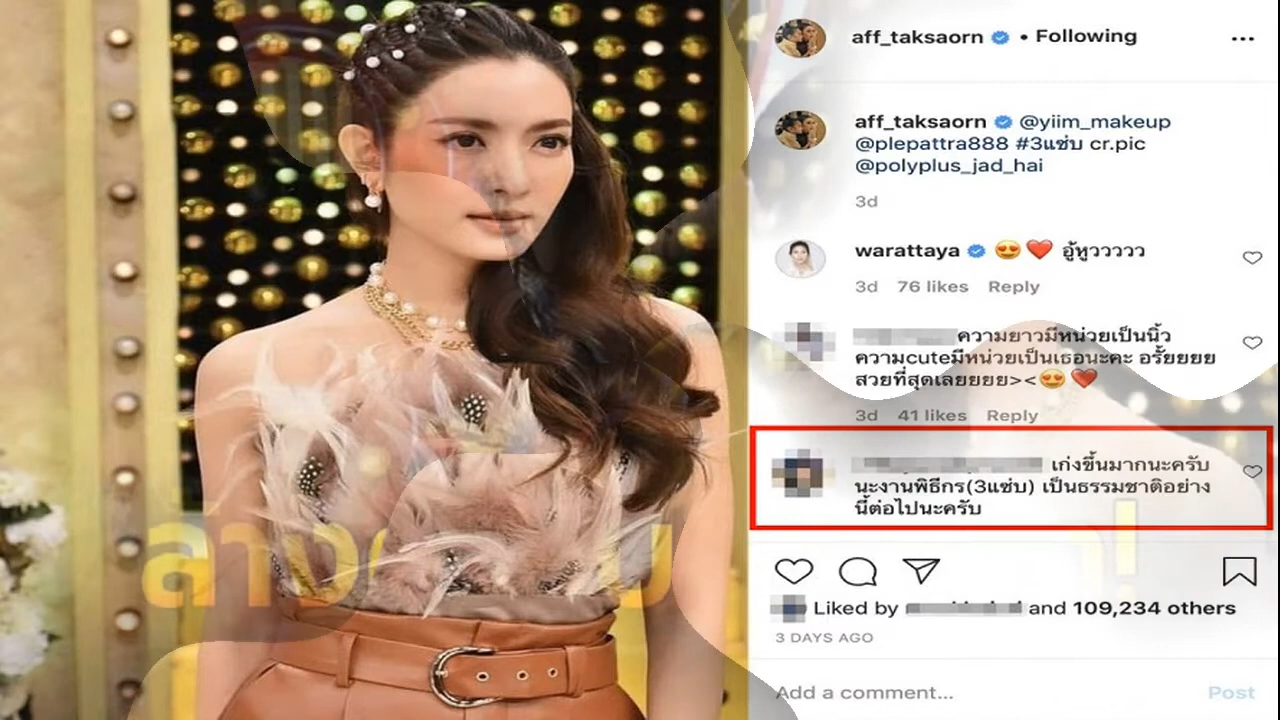 aff_taksaorn • Following
aff_taksaorn @yiim_makeup
@plepattra888 #3แซ่บ cr.pic
@polyplus_jad_hai
3d
warattaya 😍❤️ อู้หูววววว
3d 76 likes Reply
ความยาวมีหน่วยเป็นนิ้ว
ความcuteมีหน่วยเป็นเธอนะคะ อรั้ยยยย
สวยที่สุดเลยยยย><😍❤️
3d 41 likes Reply
เก่งขึ้นมากนะครับ
นะงานพิธีกร(3แซ่บ) เป็นธรรมชาติอย่าง
นี้ต่อไปนะครับ
Liked by and 109,234 others
3 DAYS AGO
Add a comment... Post